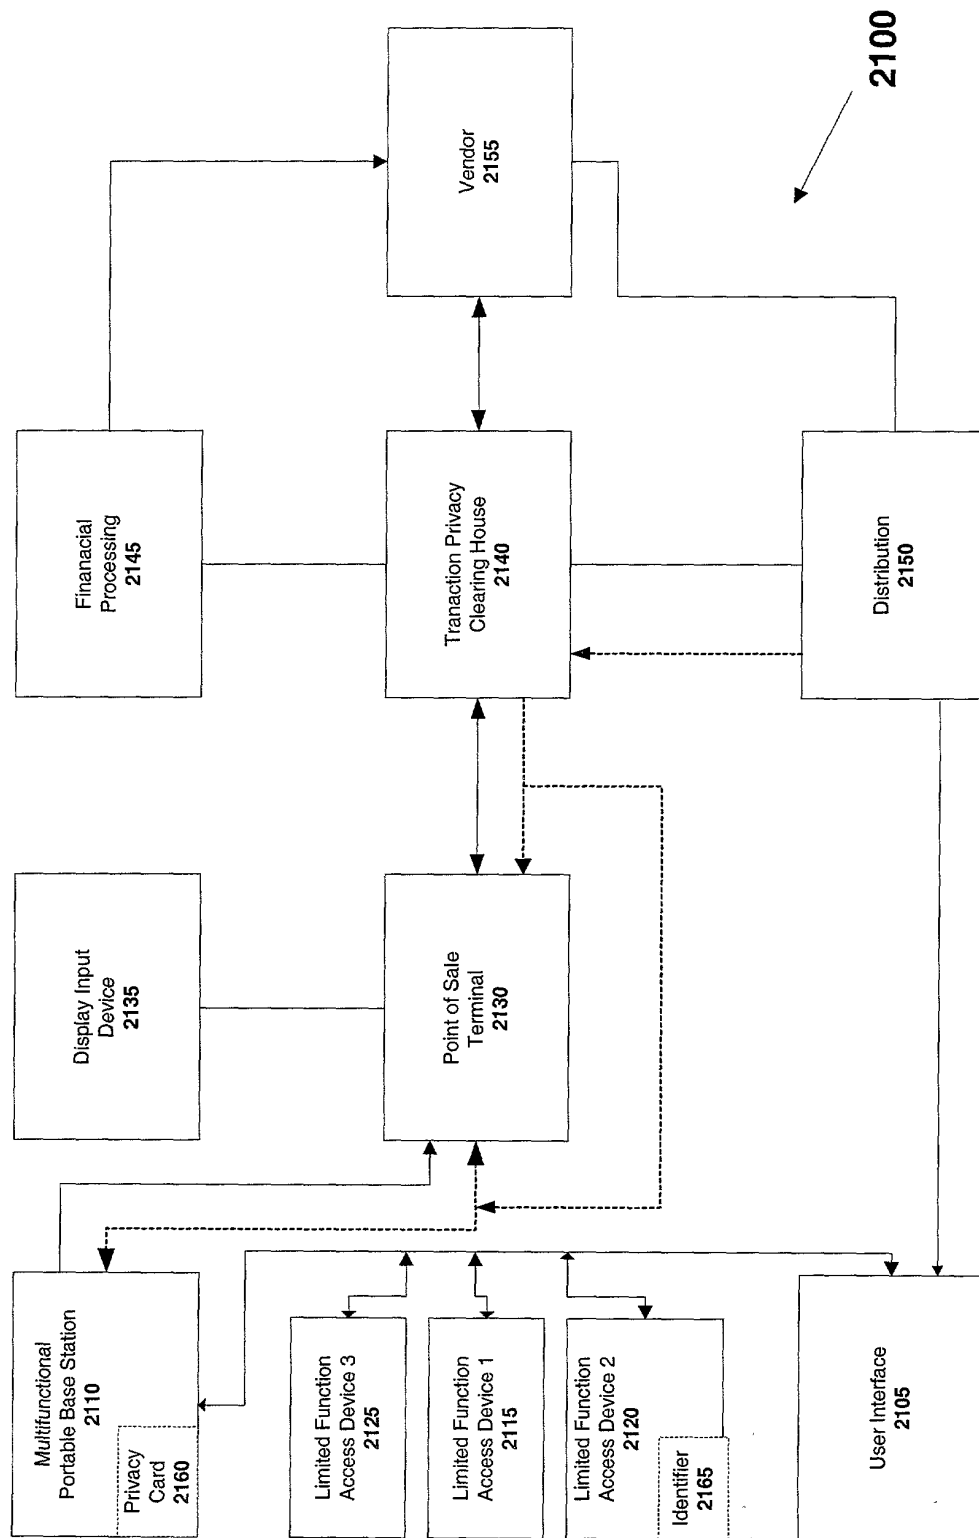 Multifunctional
Portable Base Station
2110
Privacy
Card
2160
Display Input
Device
2135
Finanacial
Processing
2145
Limited Function
Access Device 3
2125
Limited Function
Access Device 1
2115
Limited Function
Access Device 2
2120
Identifier
2165
Point of Sale
Terminal
2130
Tranaction Privacy
Clearing House
2140
Vendor
2155
User Interface
2105
Distribution
2150
2100